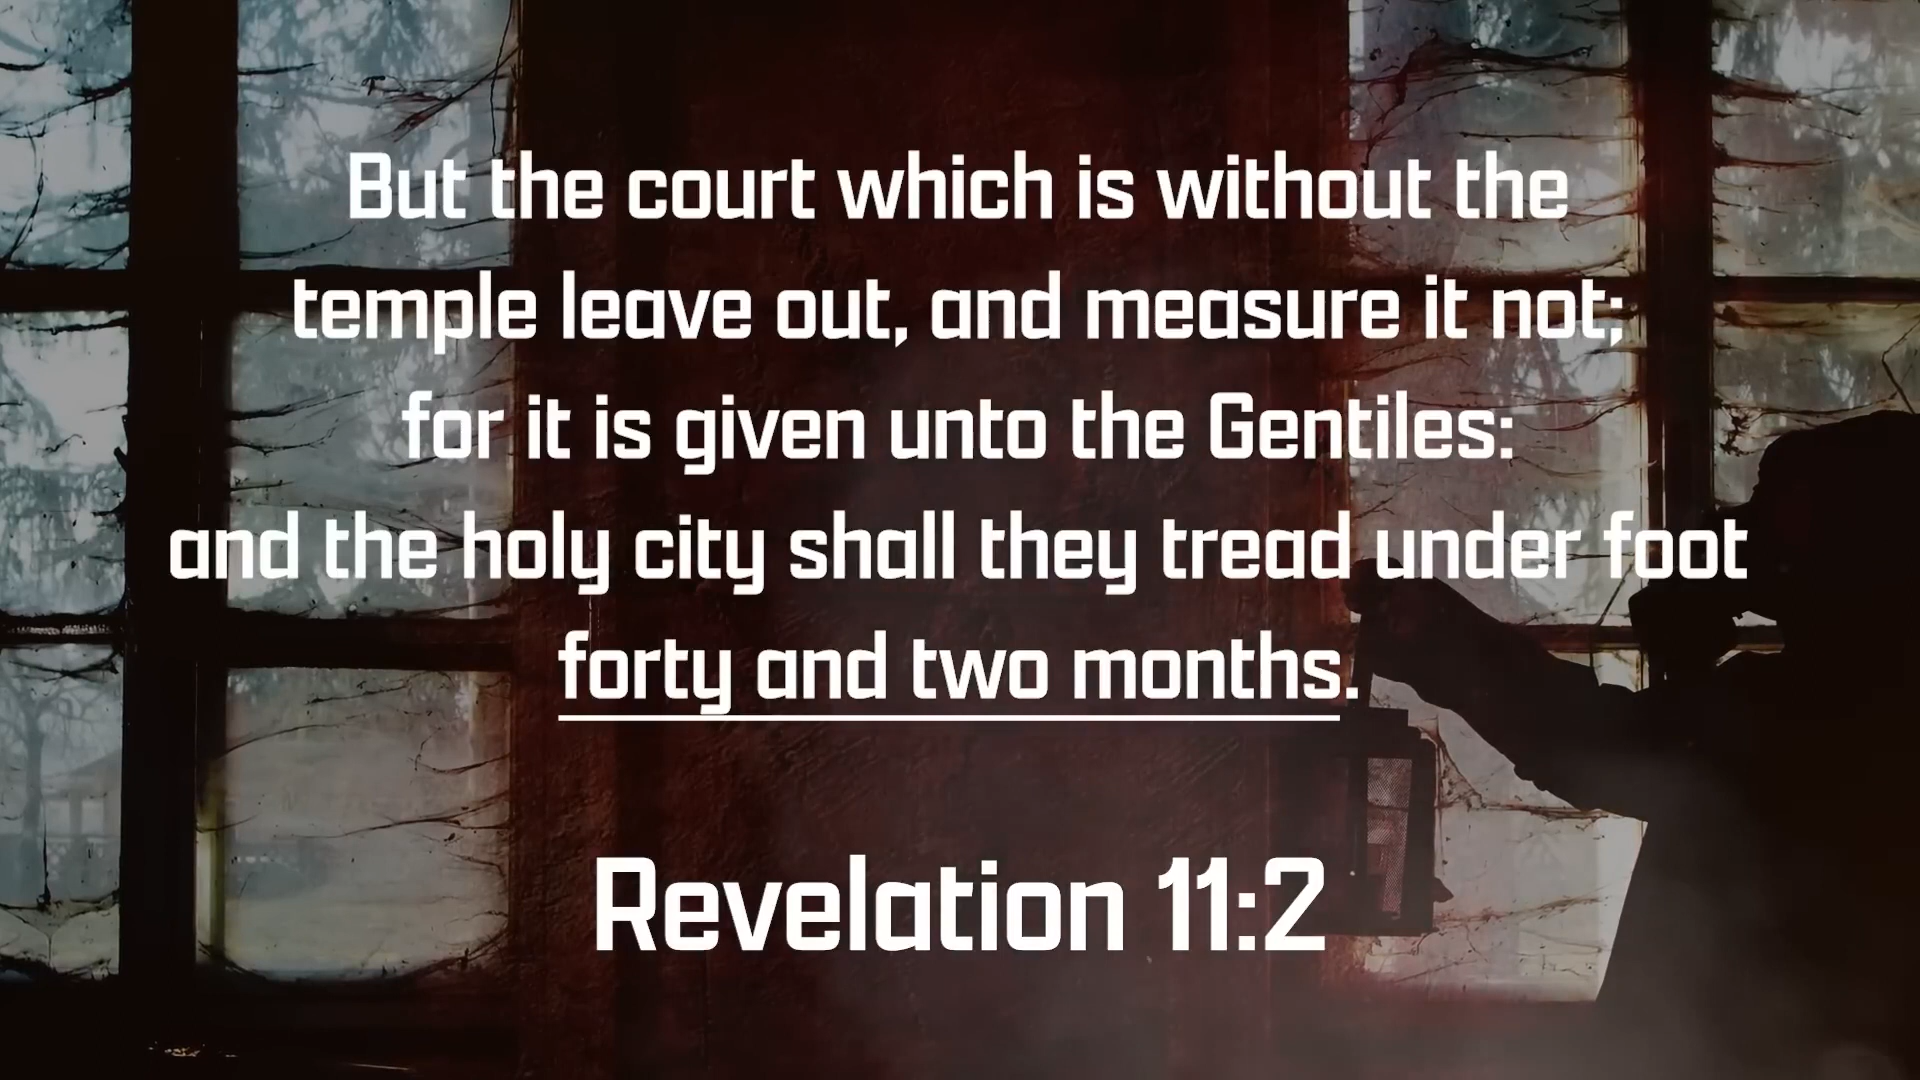 But the court which is without the
temple leave out, and measure it not;
for it is given unto the Gentiles:
and the holy city shall they tread under foot
forty and two months.
Revelation 11:2